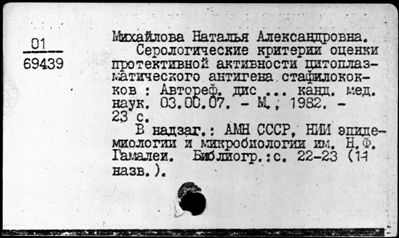 Михайлова Наталья Александровна.
01
69439
Серологические критерии оценки
протективной активности цитоплаз-
матического антигена стафилокок-
ков : Автореф. дис ... канд. мед.
наук. 03.00.07. - М., 1982. -
23 с.
В надзаг.: АМН СССР, НИИ эпиде-
миологии и микробиологии им. Н.Ф.
Гамалеи. Библиогр.:с. 22-23 (11
назв.).